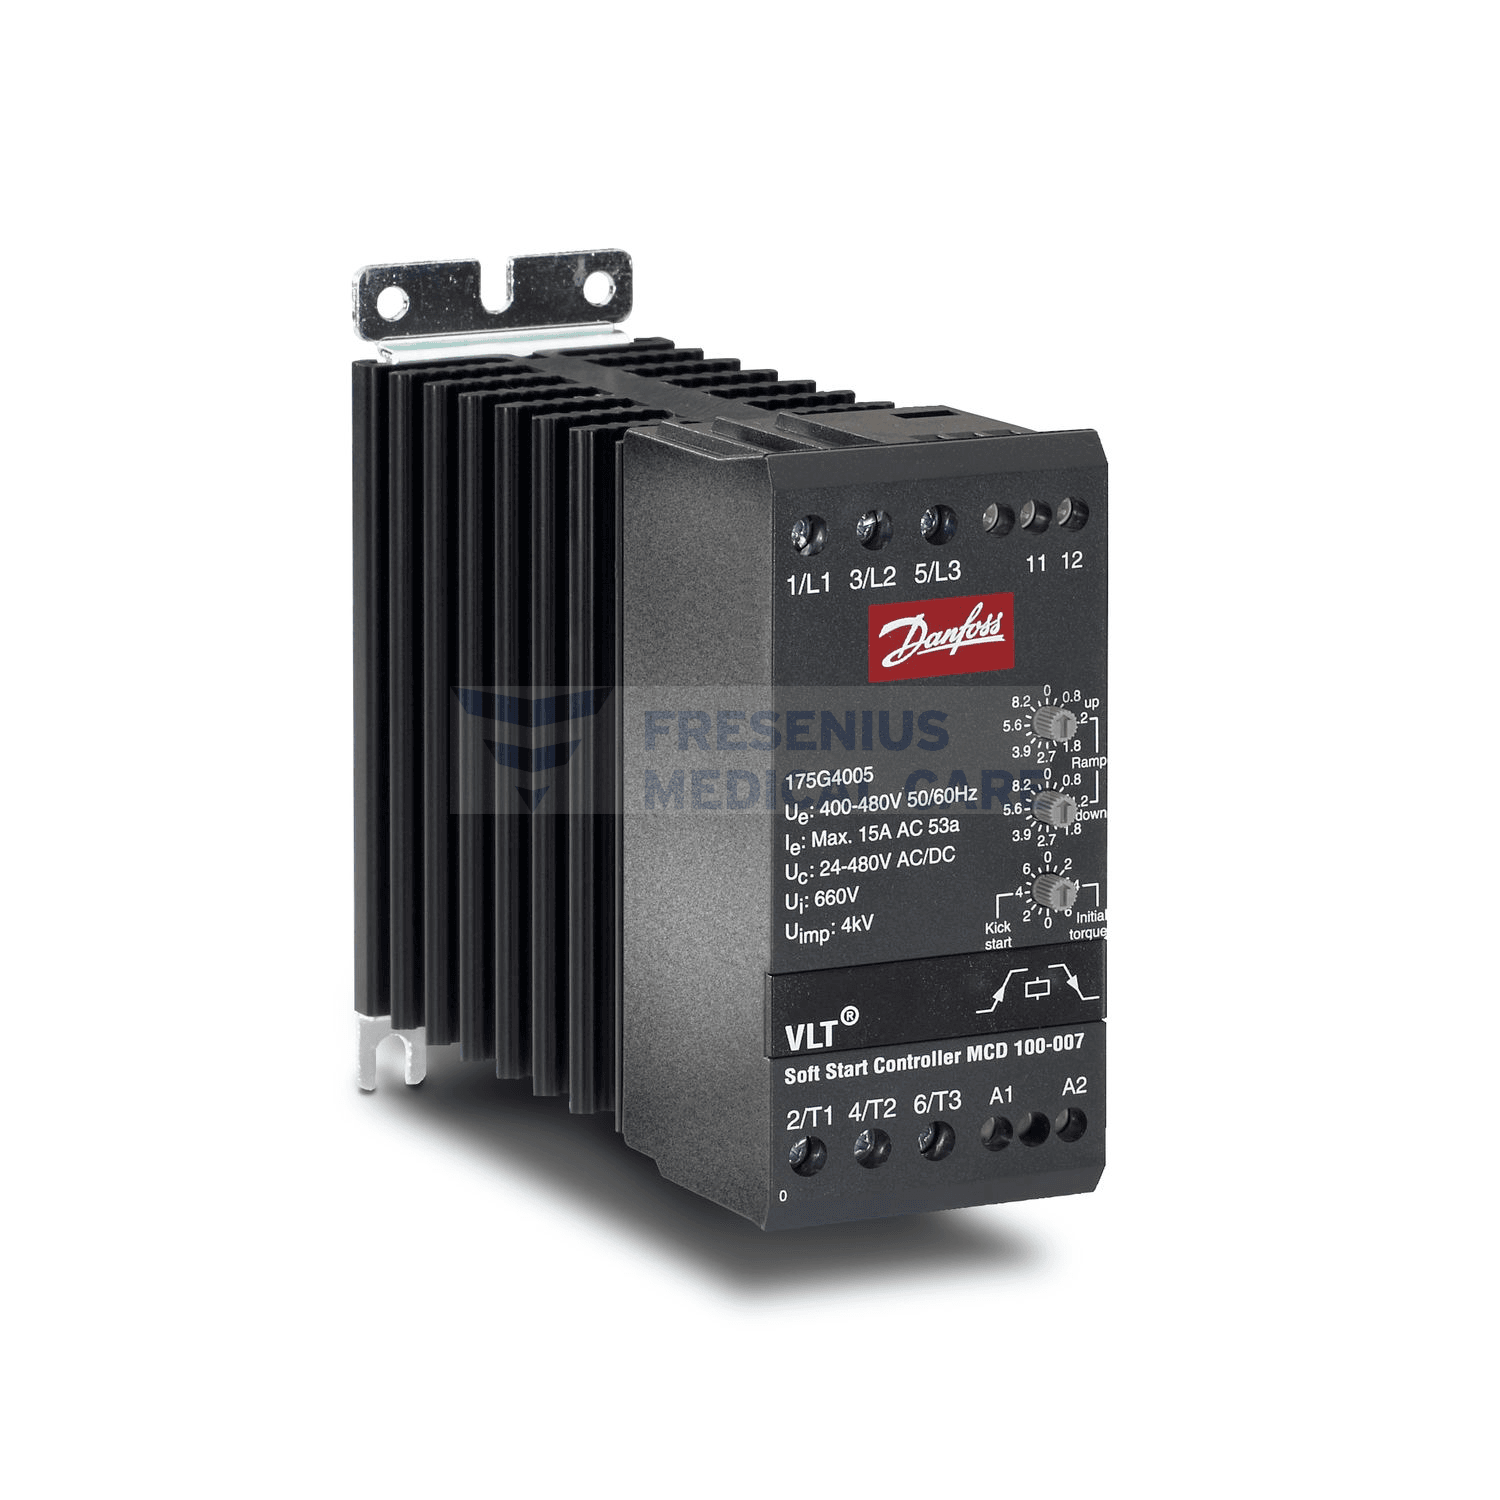 1/L1 3/L2 5/L3 11 12
Danfoss
FRESENIUS
MEDICAL CARE
175G4005
Ue: 400-480V 50/60Hz
Ie: Max. 15A AC 53a
Uc: 24-480V AC/DC
Ui: 660V
Uimp: 4kV
0 0.8 up
8.2
5.6 .2
3.9 2.7 1.8
Ramp
0 0.8
8.2
5.6 .2
down
3.9 2.7 1.8
0
6 2
4 4
2 0 6
Kick
start
Initial
torque
VLT®
Soft Start Controller MCD 100-007
2/T1 4/T2 6/T3 A1 A2
0